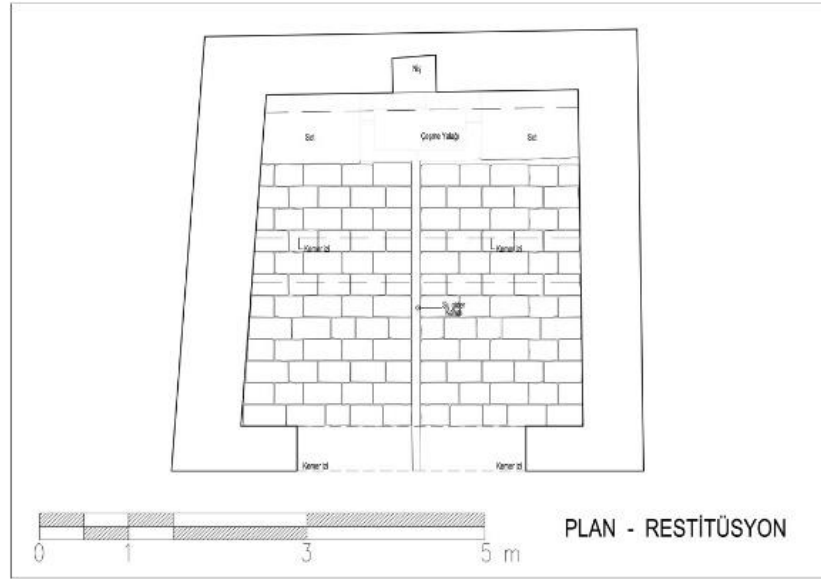 Niş
Set Çeşme Yalağı Set
Kemer izi Kemer izi
Kemer izi Kemer izi
0 1 3 5 m
PLAN - RESTİTÜSYON